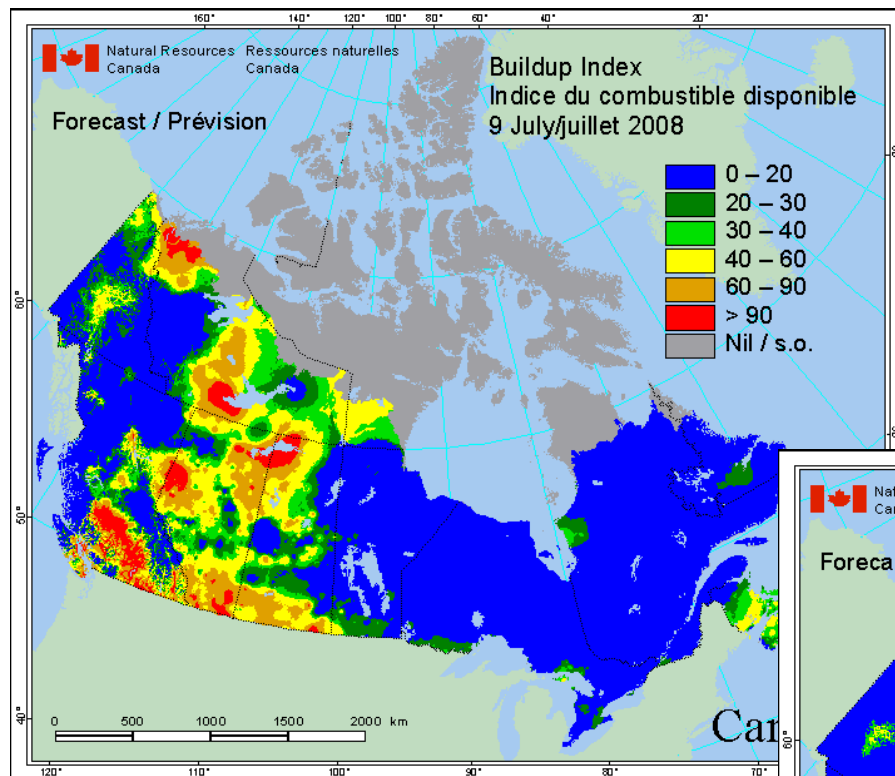 160° 140° 120° 100° 80° 60° 40° 20°
Natural Resources Ressources naturelles
Canada Canada
Buildup Index
Indice du combustible disponible
9 July/juillet 2008
Forecast / Prévision
0 – 20
20 – 30
30 – 40
40 – 60
60 – 90
> 90
Nil / s.o.
60°
50°
40°
0 500 1000 1500 2000 km
120° 110° 100° 90° 80° 70°
60°